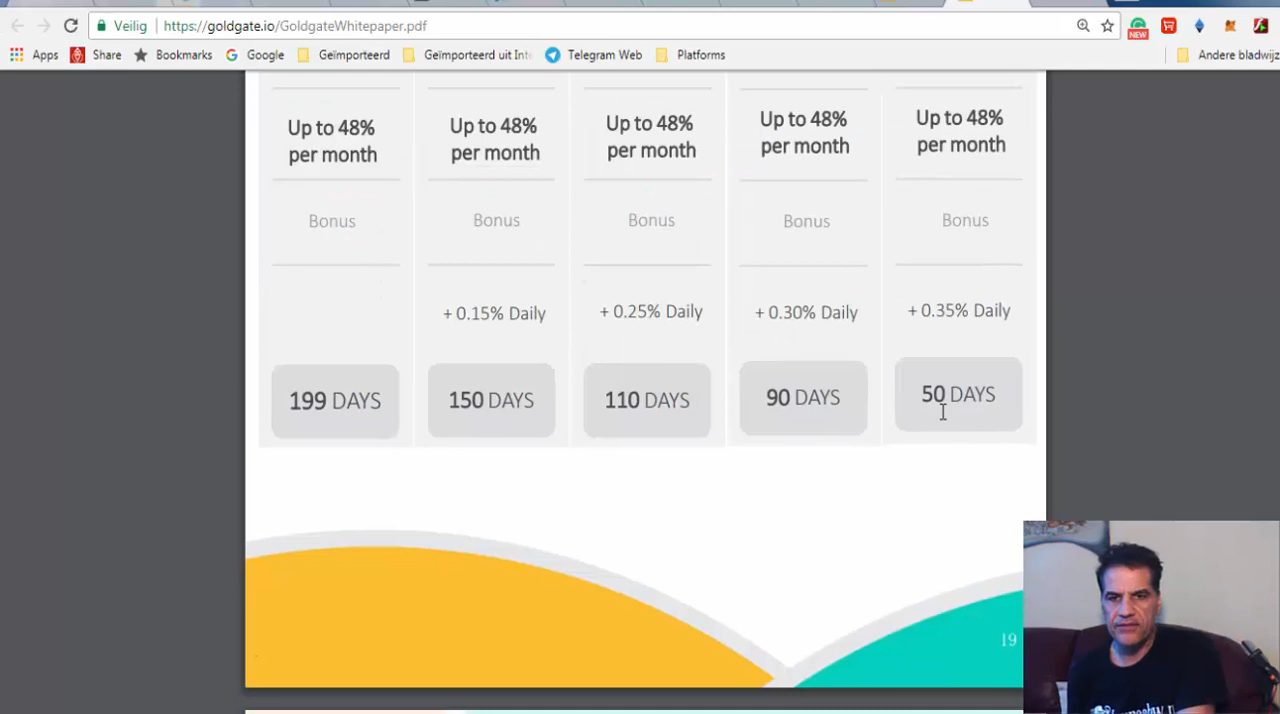 Veilig
https://goldgate.io/GoldgateWhitepaper.pdf
NEW
Apps
Share
Bookmarks
Google
Geïmporteerd
Geïmporteerd uit Inte
Telegram Web
Platforms
Andere bladwijz
Up to 48%
per month
Bonus
199 DAYS
Up to 48%
per month
Bonus
+ 0.15% Daily
150 DAYS
Up to 48%
per month
Bonus
+ 0.25% Daily
110 DAYS
Up to 48%
per month
Bonus
+ 0.30% Daily
90 DAYS
Up to 48%
per month
Bonus
+ 0.35% Daily
50 DAYS
19